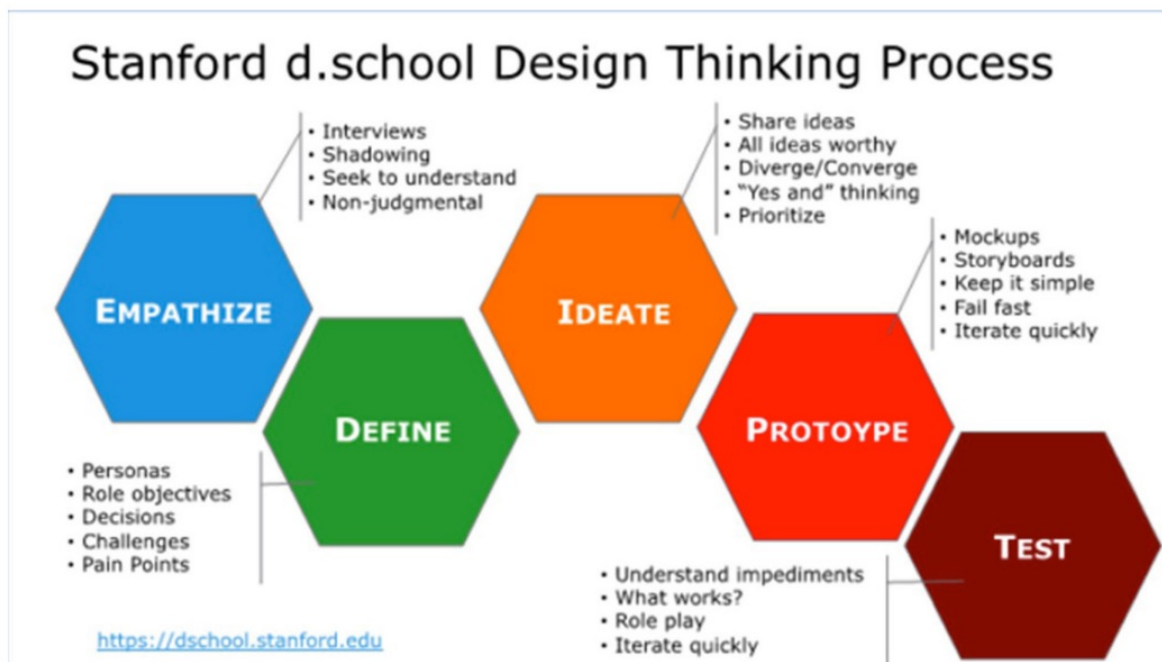 Stanford d.school Design Thinking Process
• Interviews
• Shadowing
• Seek to understand
• Non-judgmental
EMPATHIZE
• Personas
• Role objectives
• Decisions
• Challenges
• Pain Points
DEFINE
• Share ideas
• All ideas worthy
• Diverge/Converge
• “Yes and” thinking
• Prioritize
IDEATE
• Mockups
• Storyboards
• Keep it simple
• Fail fast
• Iterate quickly
PROTOYPE
• Understand impediments
• What works?
• Role play
• Iterate quickly
TEST
https://dschool.stanford.edu